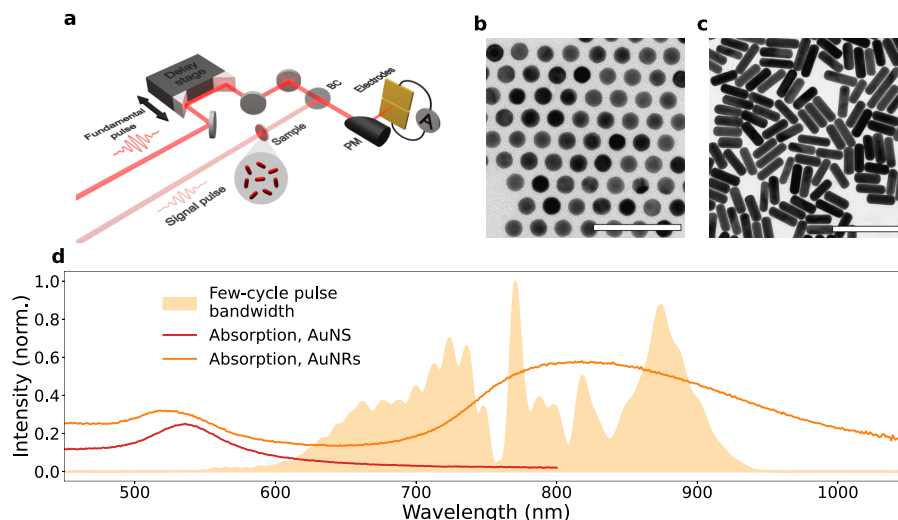 a
Delay
stage
Fundamental
pulse
BC
Electrodes
A
PM
Sample
Signal pulse
b
c
d
Intensity (norm.)
1.0
0.8
0.6
0.4
0.2
0.0
Few-cycle pulse
bandwidth
Absorption, AuNS
Absorption, AuNRs
500
600
700
800
900
1000
Wavelength (nm)